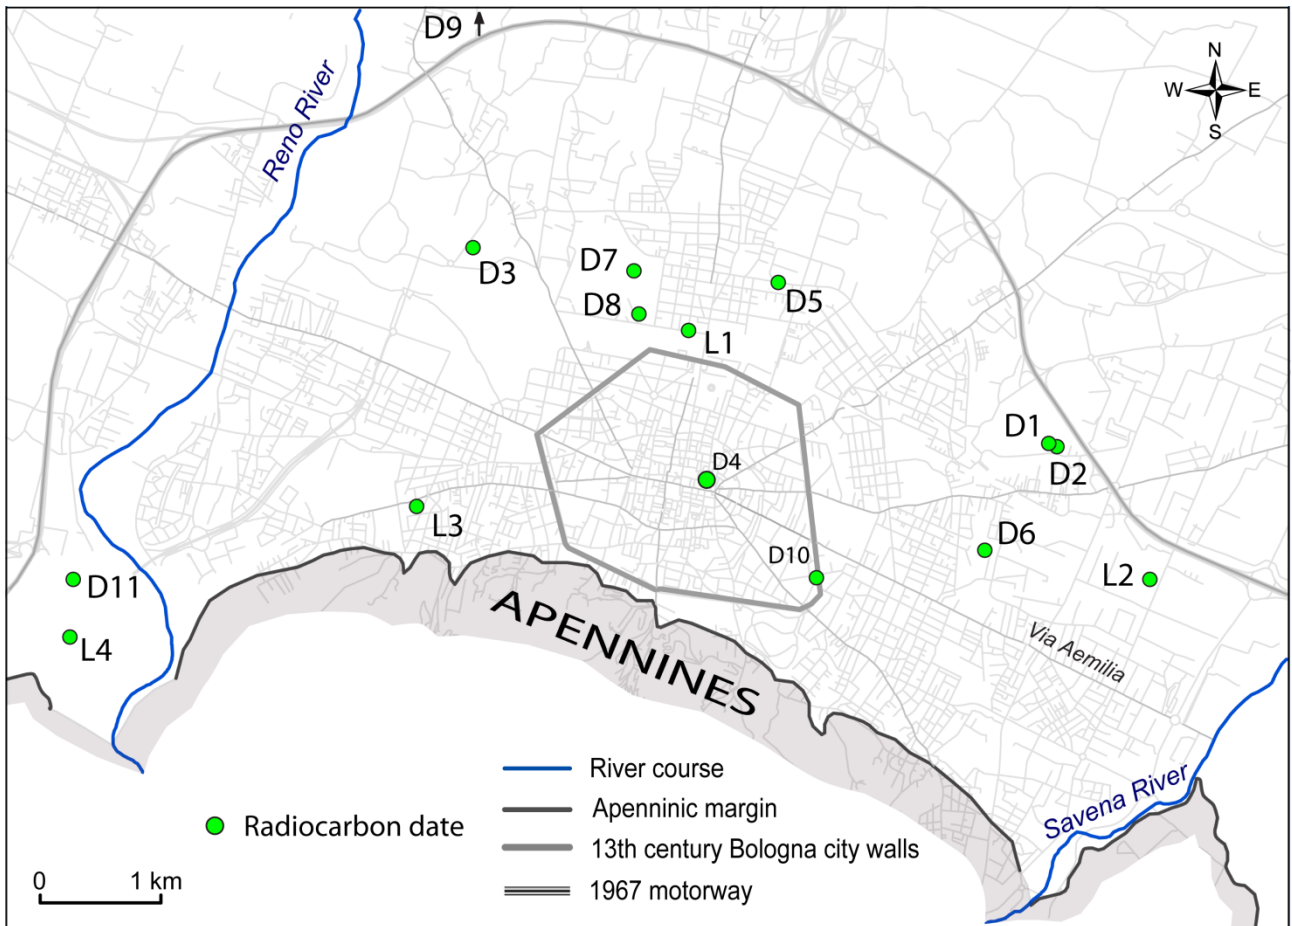 D9
N
W E
S
Reno River
D3
D7
D8
D5
L1
D1
D2
D4
L3
D10
D6
L2
D11
L4
APENNINES
Via Aemilia
Savena River
River course
Apenninic margin
Radiocarbon date
13th century Bologna city walls
0 1 km
1967 motorway